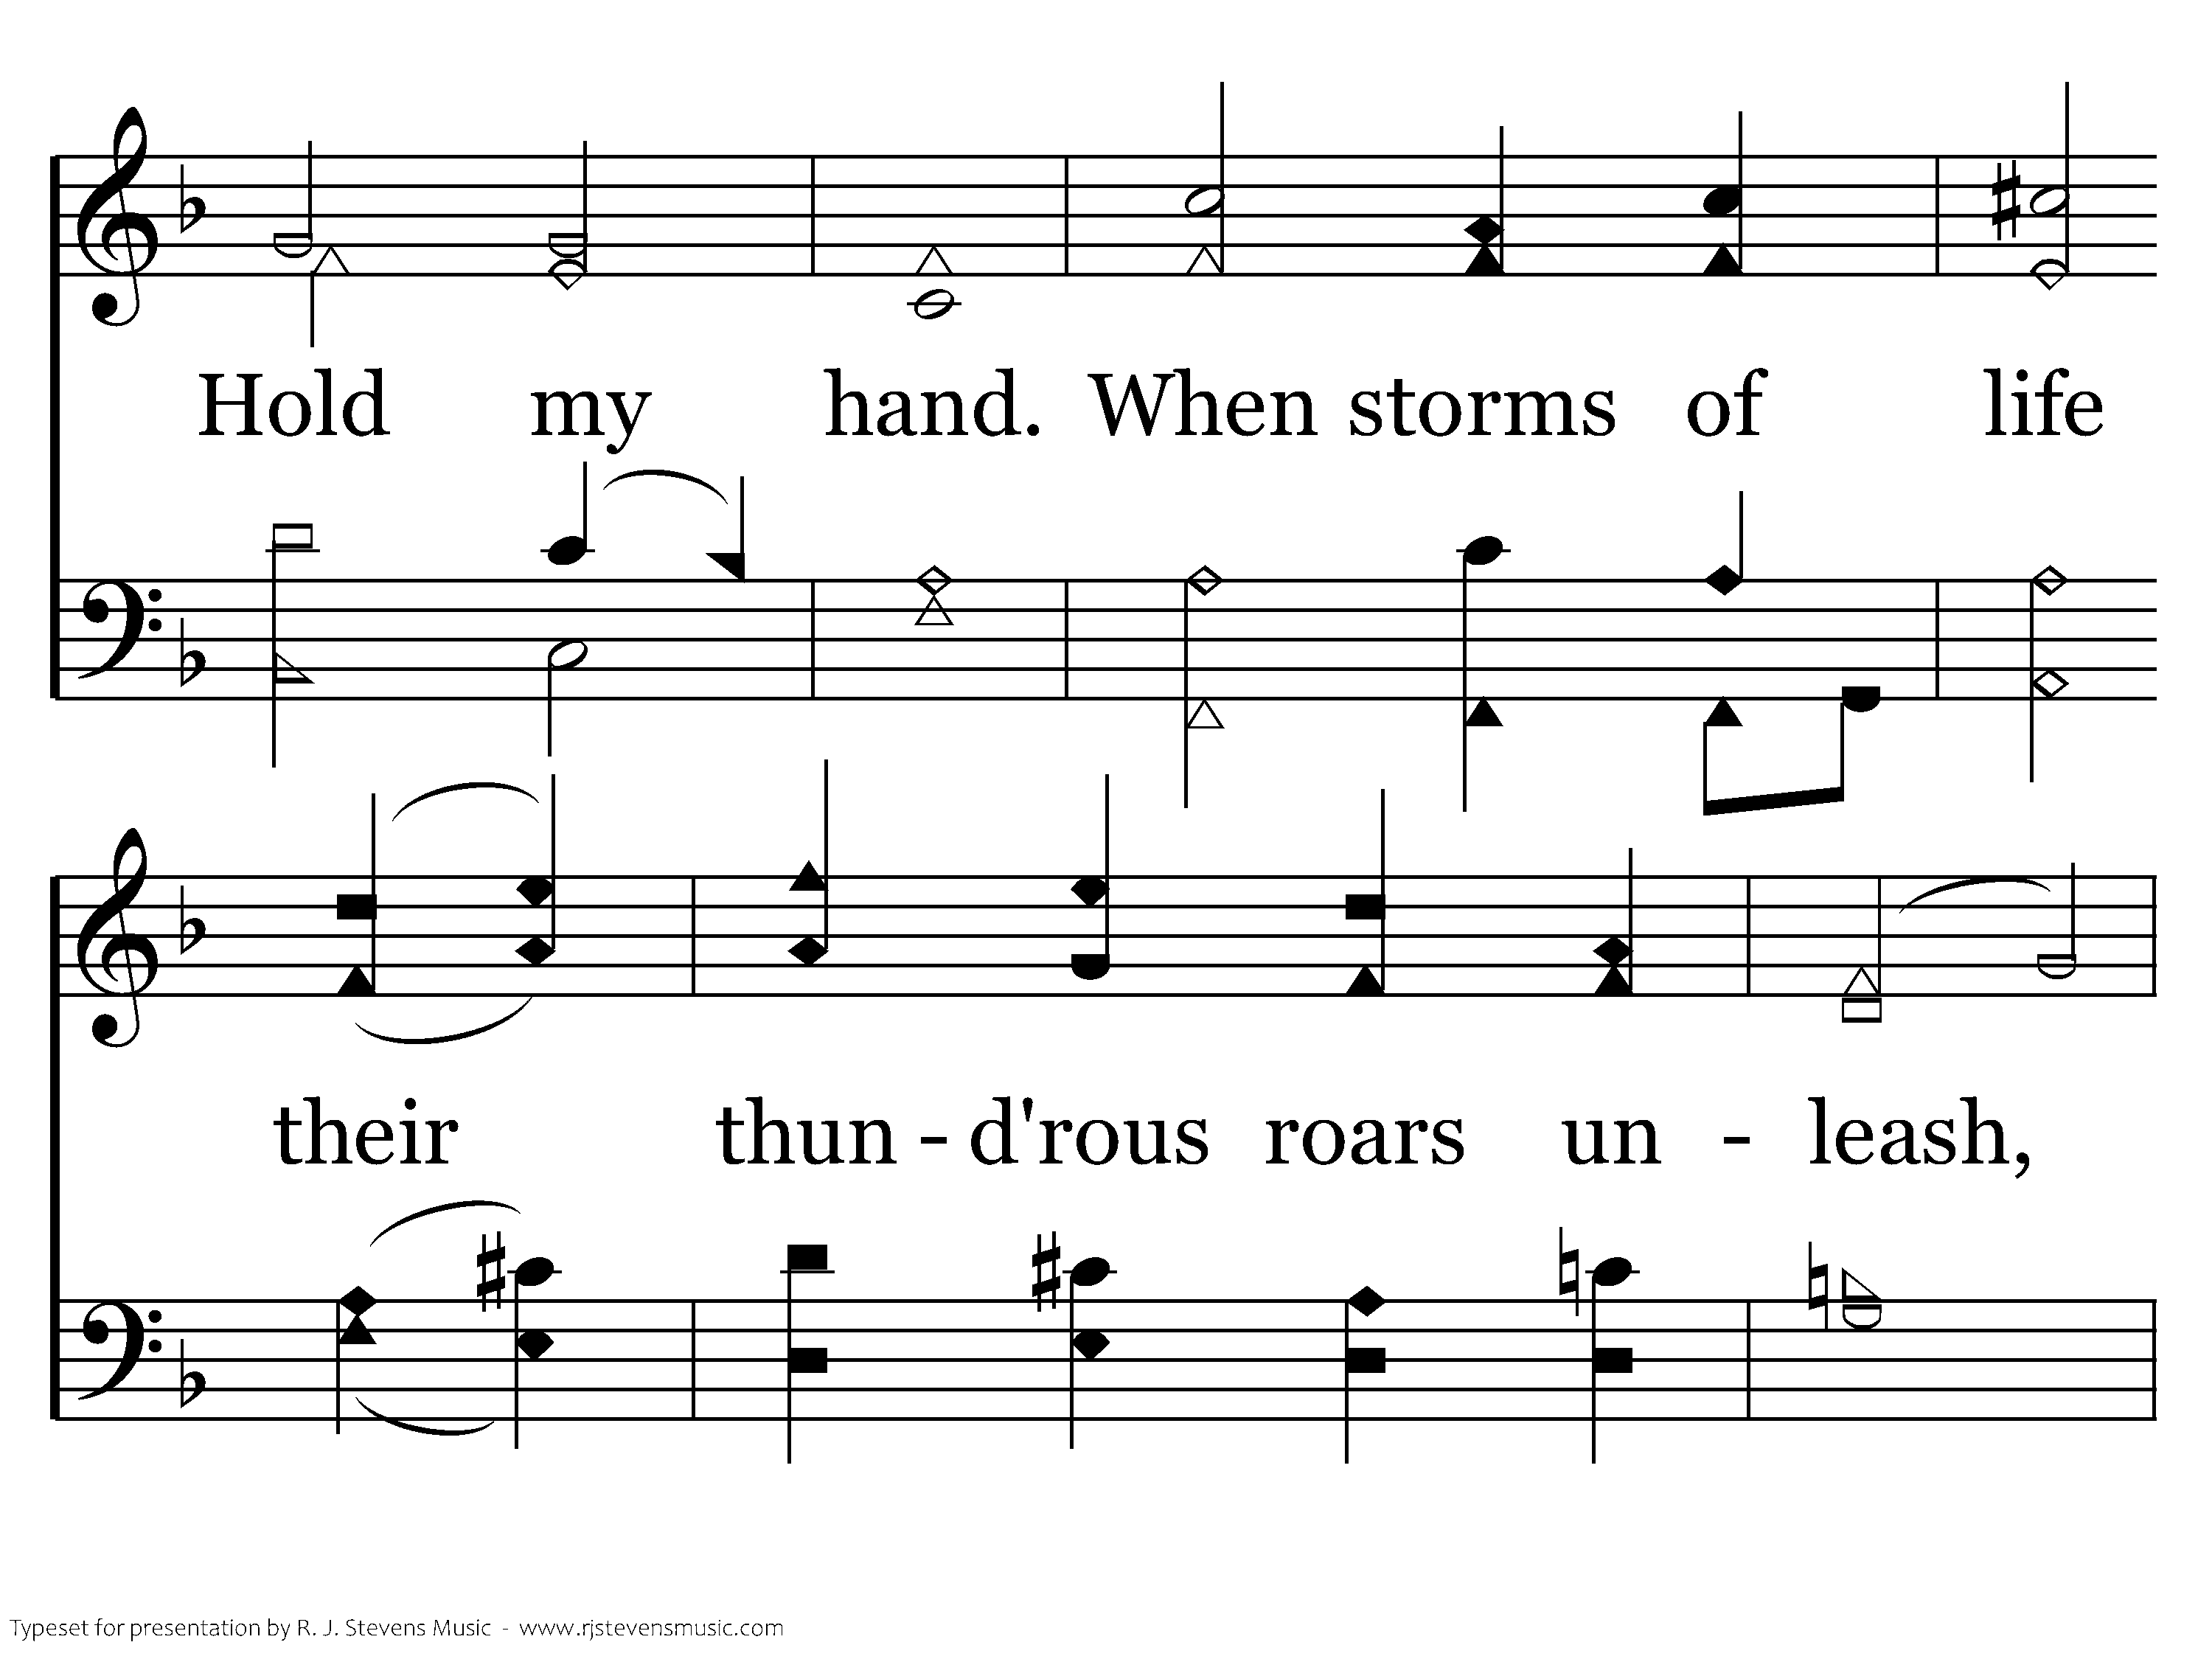 Hold my hand. When storms of life
their thun - d'rous roars un - leash,
Typeset for presentation by R. J. Stevens Music - www.rjstevensmusic.com